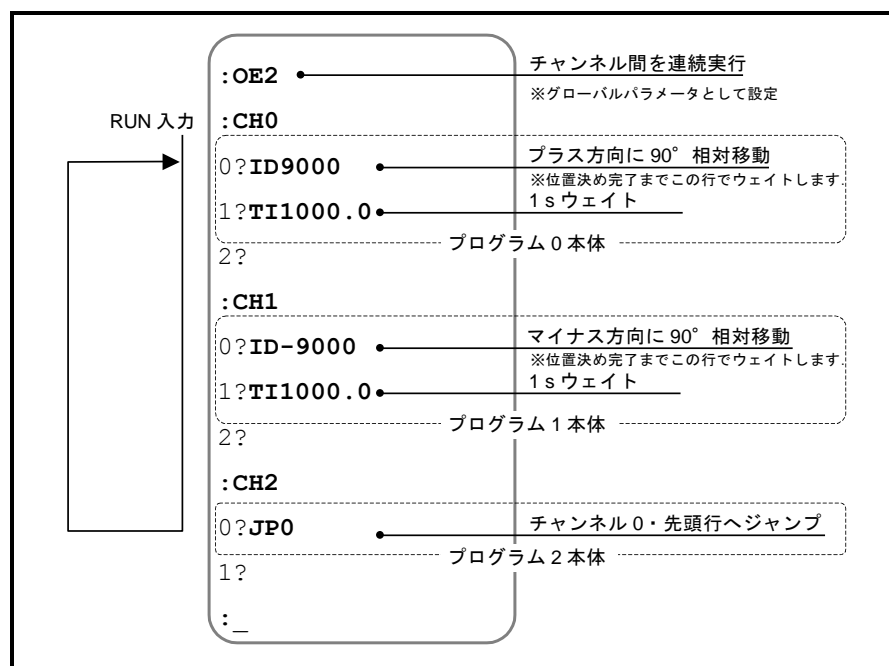 :OE2
チャンネル間を連続実行
※グローバルパラメータとして設定
RUN 入力
:CH0
0?ID9000
プラス方向に 90° 相対移動
※位置決め完了までこの行でウェイトします.
1?TI1000.0
1 s ウェイト
プログラム 0 本体
2?
:CH1
0?ID-9000
マイナス方向に 90° 相対移動
※位置決め完了までこの行でウェイトします.
1?TI1000.0
1 s ウェイト
プログラム 1 本体
2?
:CH2
0?JP0
チャンネル 0・先頭行へジャンプ
プログラム 2 本体
1?
:_